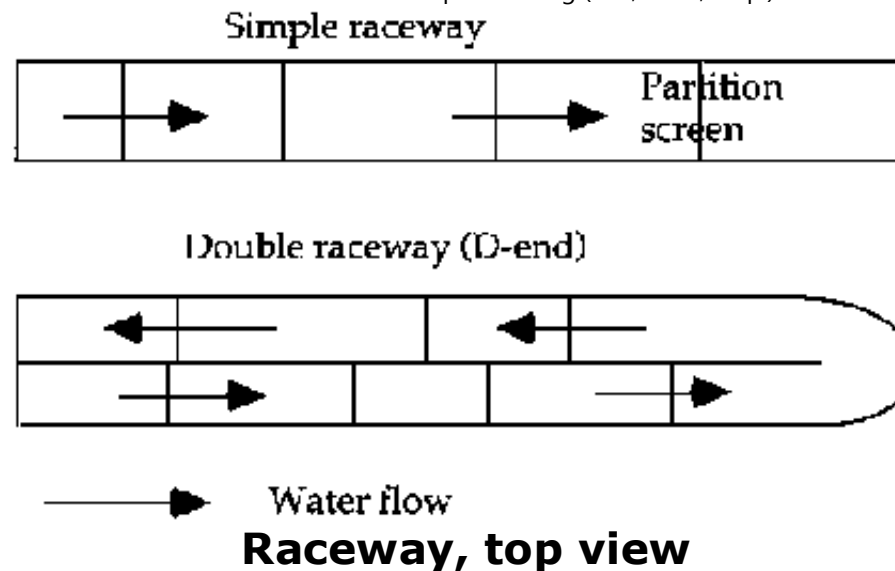 Simple raceway
Partition
screen
Double raceway (D-end)
Water flow
Raceway, top view